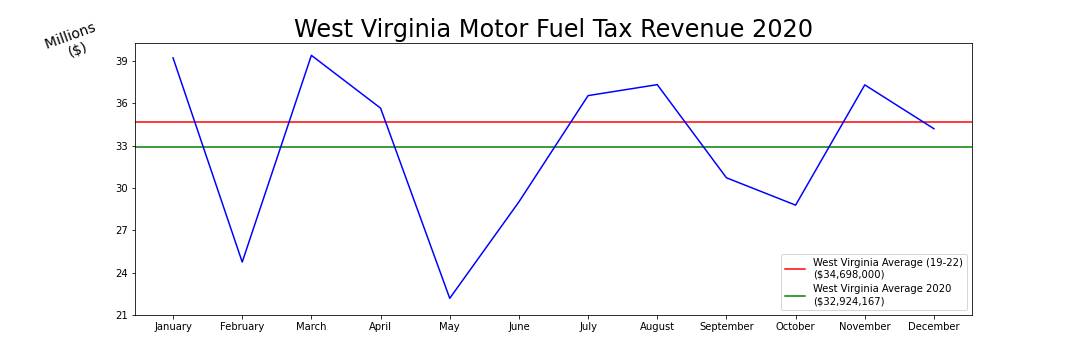 West Virginia Motor Fuel Tax Revenue 2020
Millions
($)
39
36
33
30
27
24
21
January February March April May June July August September October November December
West Virginia Average (19-22)
($34,698,000)
West Virginia Average 2020
($32,924,167)